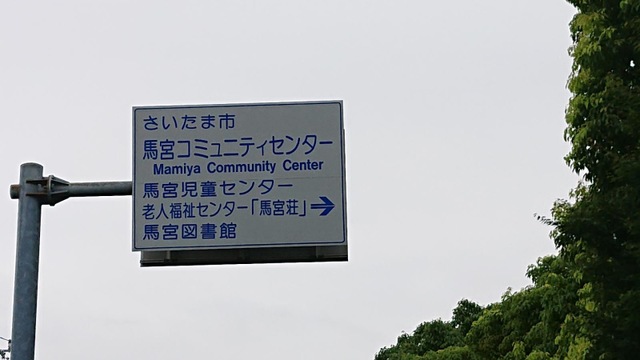 さいたま市
馬宮コミュニティセンター
Mamiya Community Center
馬宮児童センター
老人福祉センター「馬宮荘」→
馬宮図書館